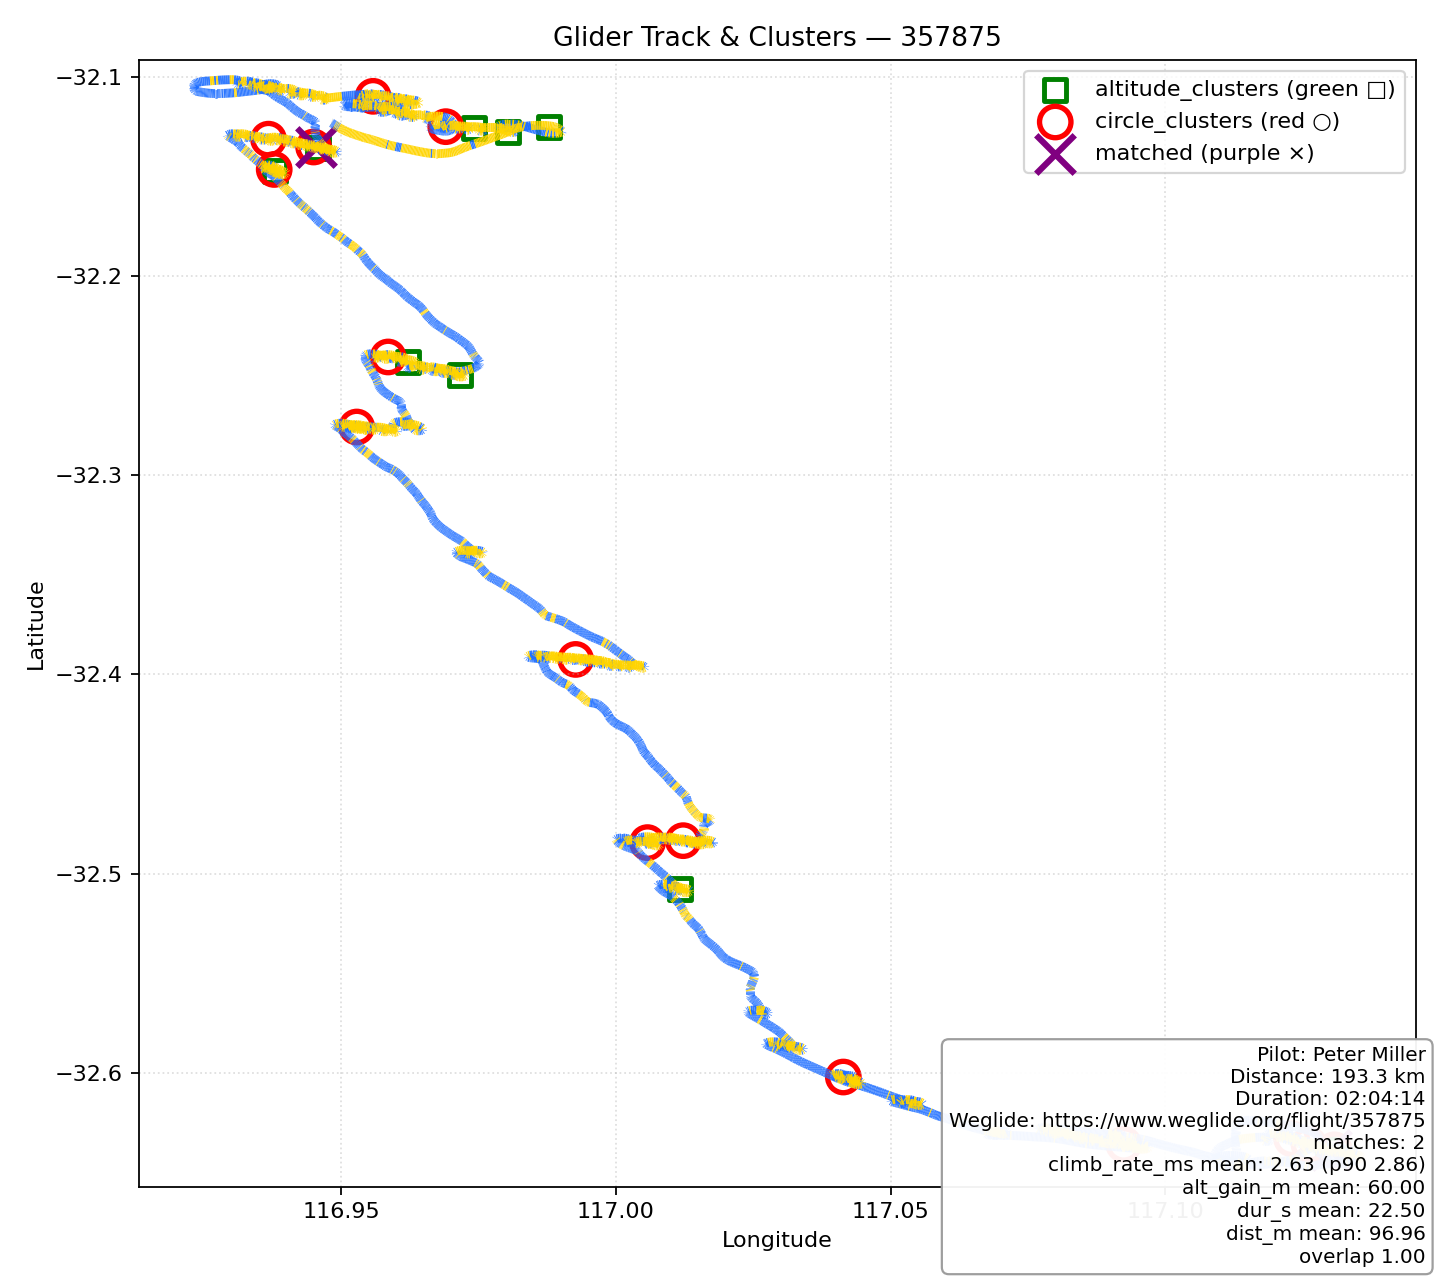 Glider Track & Clusters — 357875
altitude_clusters (green □)
circle_clusters (red ○)
matched (purple ×)
−32.1
−32.2
−32.3
−32.4
−32.5
−32.6
Latitude
116.95
117.00
117.05
117.10
Longitude
Pilot: Peter Miller
Distance: 193.3 km
Duration: 02:04:14
Weglide: https://www.weglide.org/flight/357875
matches: 2
climb_rate_ms mean: 2.63 (p90 2.86)
alt_gain_m mean: 60.00
dur_s mean: 22.50
dist_m mean: 96.96
overlap 1.00